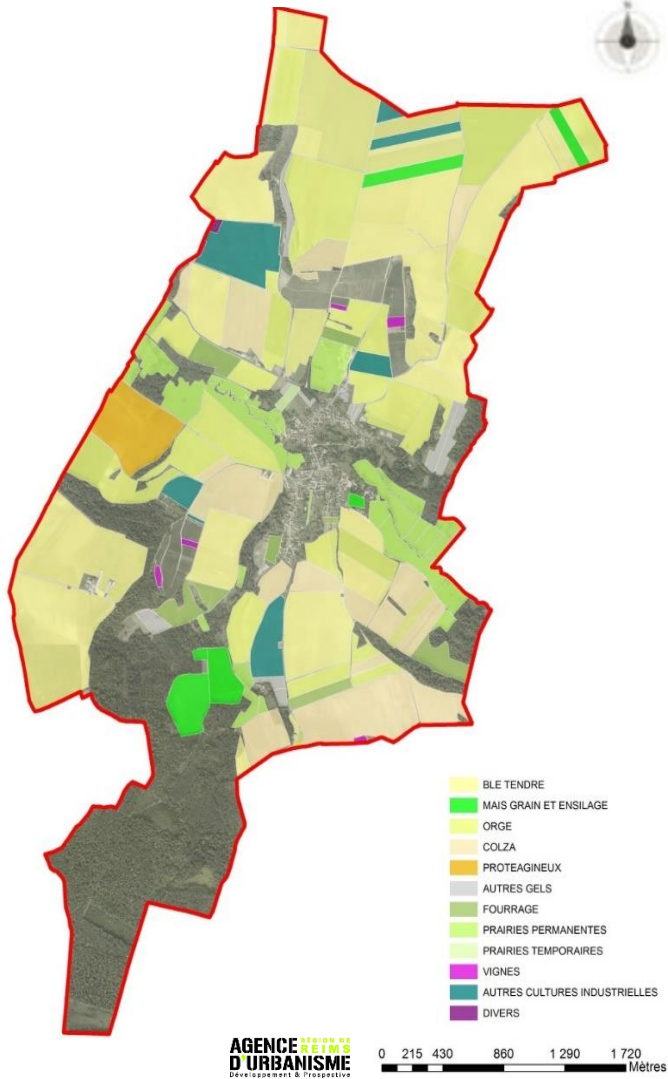 N
BLE TENDRE
MAIS GRAIN ET ENSILAGE
ORGE
COLZA
PROTEAGINEUX
AUTRES GELS
FOURRAGE
PRAIRIES PERMANENTES
PRAIRIES TEMPORAIRES
VIGNES
AUTRES CULTURES INDUSTRIELLES
DIVERS
AGENCE RÉGION DE REIMS
D'URBANISME
Développement & Prospective
0 215 430 860 1 290 1 720
Mètres